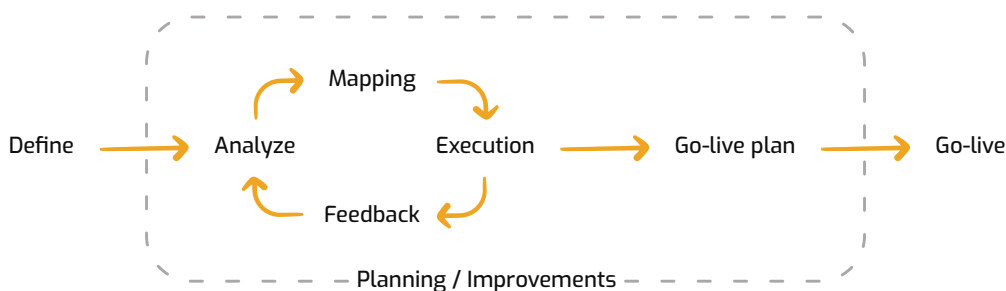 Mapping
Define
Analyze
Execution
Go-live plan
Go-live
Feedback
Planning / Improvements